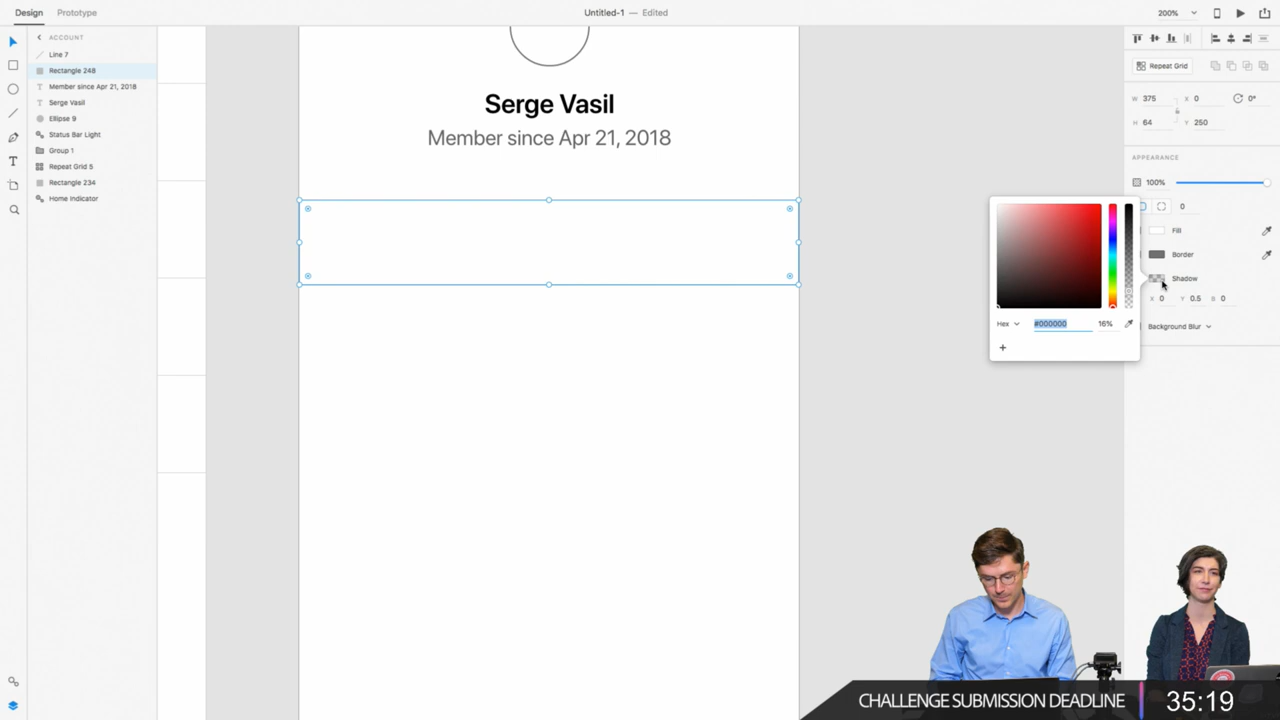 Design
Prototype
Untitled-1 — Edited
200%
ACCOUNT
Line 7
Rectangle 248
Member since Apr 21, 2018
Serge Vasil
Ellipse 9
Status Bar Light
Group 1
Repeat Grid 5
Rectangle 234
Home Indicator
Serge Vasil
Member since Apr 21, 2018
Repeat Grid
W 375 X 0 0°
H 64 Y 250
APPEARANCE
100%
0
Fill
Border
Shadow
X 0 Y 0.5 B 0
Background Blur
Hex #000000 16%
CHALLENGE SUBMISSION DEADLINE 35:19